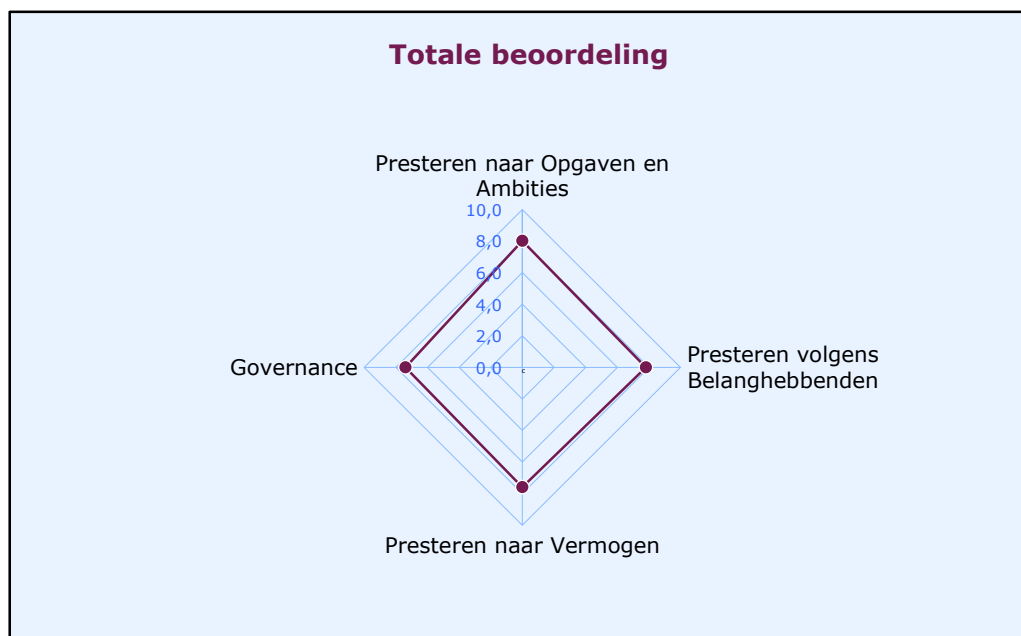 Totale beoordeling
Presteren naar Opgaven en
Ambities
10,0
8,0
6,0
4,0
2,0
0,0
c
Governance
Presteren volgens
Belanghebbenden
Presteren naar Vermogen